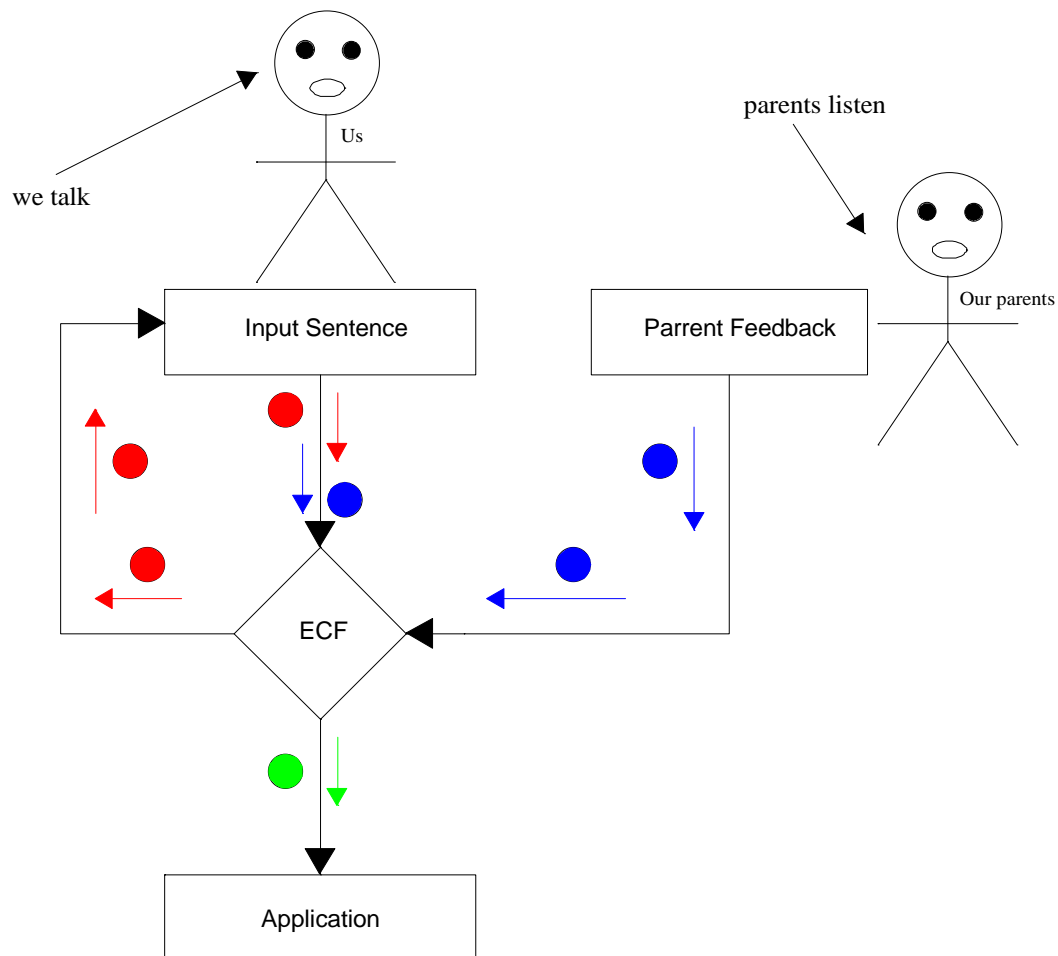 parents listen
Us
we talk
Our parents
Input Sentence
Parrent Feedback
ECF
Application